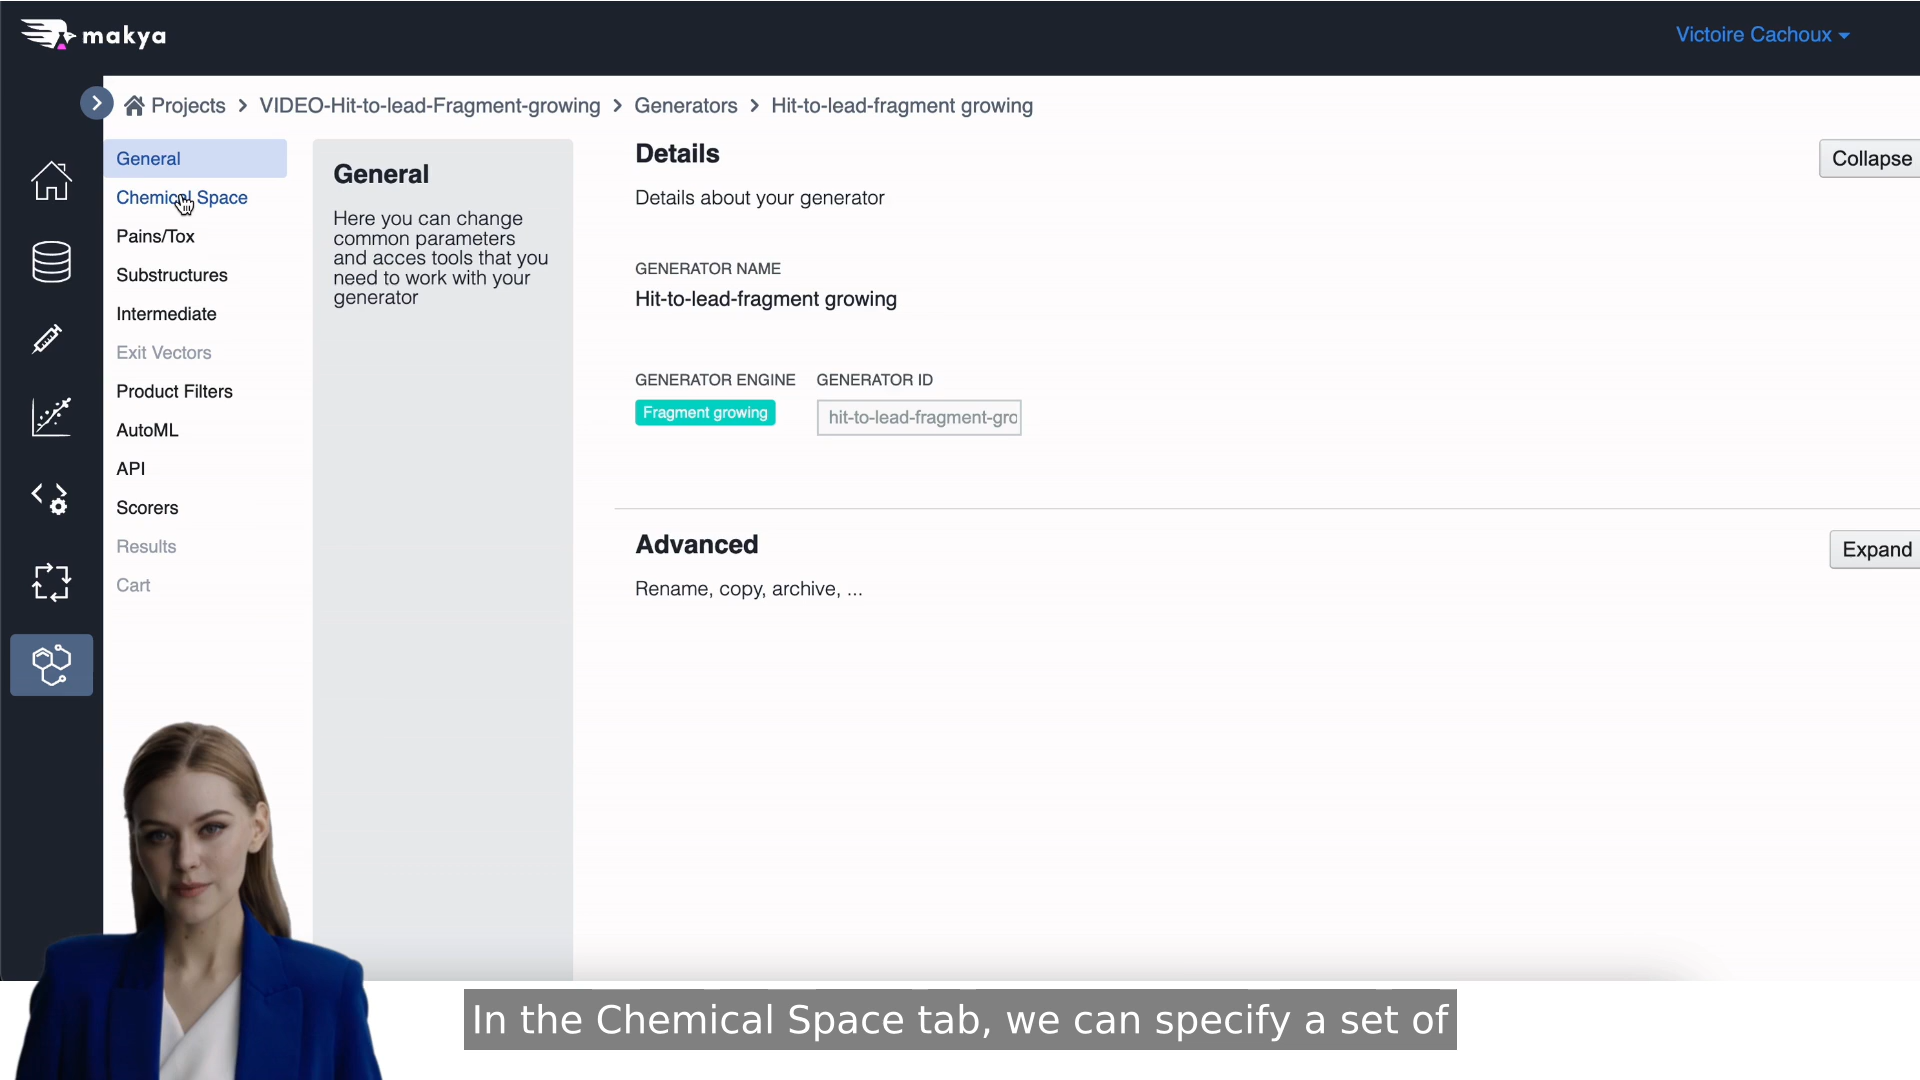 makya
Victoire Cachoux
Projects > VIDEO-Hit-to-lead-Fragment-growing > Generators > Hit-to-lead-fragment growing
General
Chemical Space
Pains/Tox
Substructures
Intermediate
Exit Vectors
Product Filters
AutoML
API
Scorers
Results
Cart
General
Here you can change
common parameters
and acces tools that you
need to work with your
generator
Details
Collapse
Details about your generator
GENERATOR NAME
Hit-to-lead-fragment growing
GENERATOR ENGINE
GENERATOR ID
Fragment growing
hit-to-lead-fragment-gro
Advanced
Expand
Rename, copy, archive, ...
In the Chemical Space tab, we can specify a set of